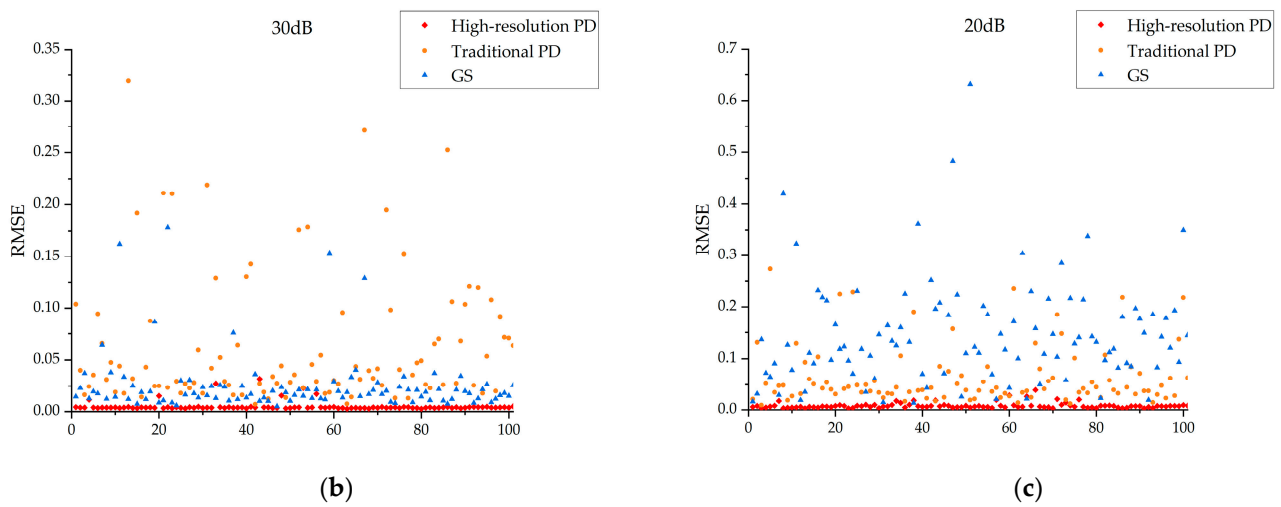 30dB
High-resolution PD
Traditional PD
GS
0.35
0.30
0.25
0.20
0.15
0.10
0.05
0.00
RMSE
0
20
40
60
80
100
(b)
20dB
High-resolution PD
Traditional PD
GS
0.7
0.6
0.5
0.4
0.3
0.2
0.1
0.0
RMSE
0
20
40
60
80
100
(c)